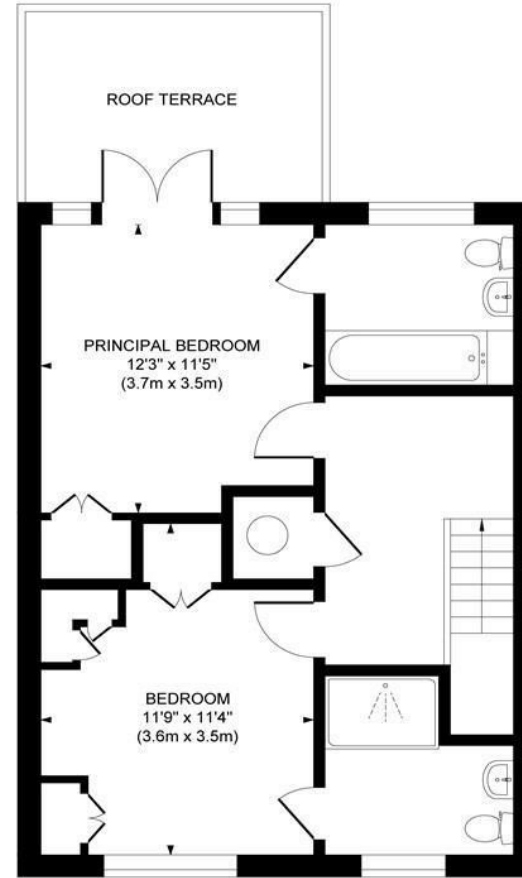 ROOF TERRACE
PRINCIPAL BEDROOM
12'3" x 11'5"
(3.7m x 3.5m)
BEDROOM
11'9" x 11'4"
(3.6m x 3.5m)